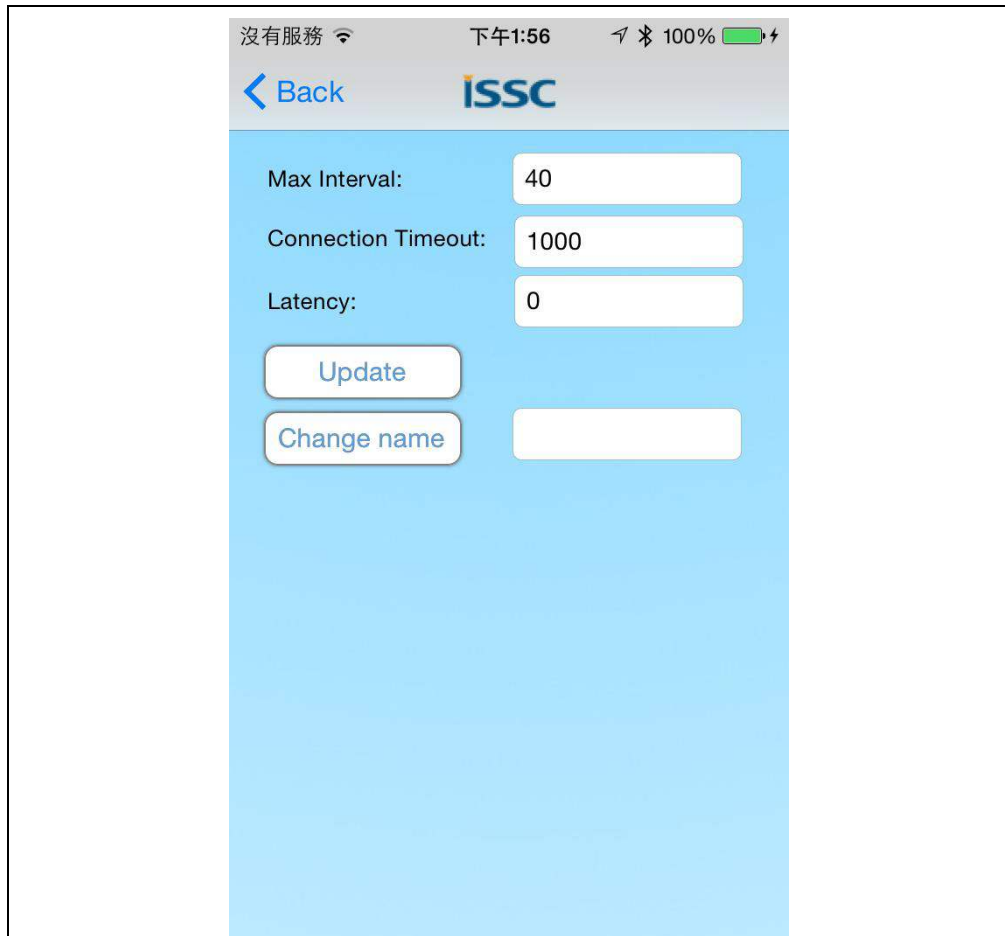 沒有服務 下午1:56 100%
Back ISSC
Max Interval: 40
Connection Timeout: 1000
Latency: 0
Update
Change name